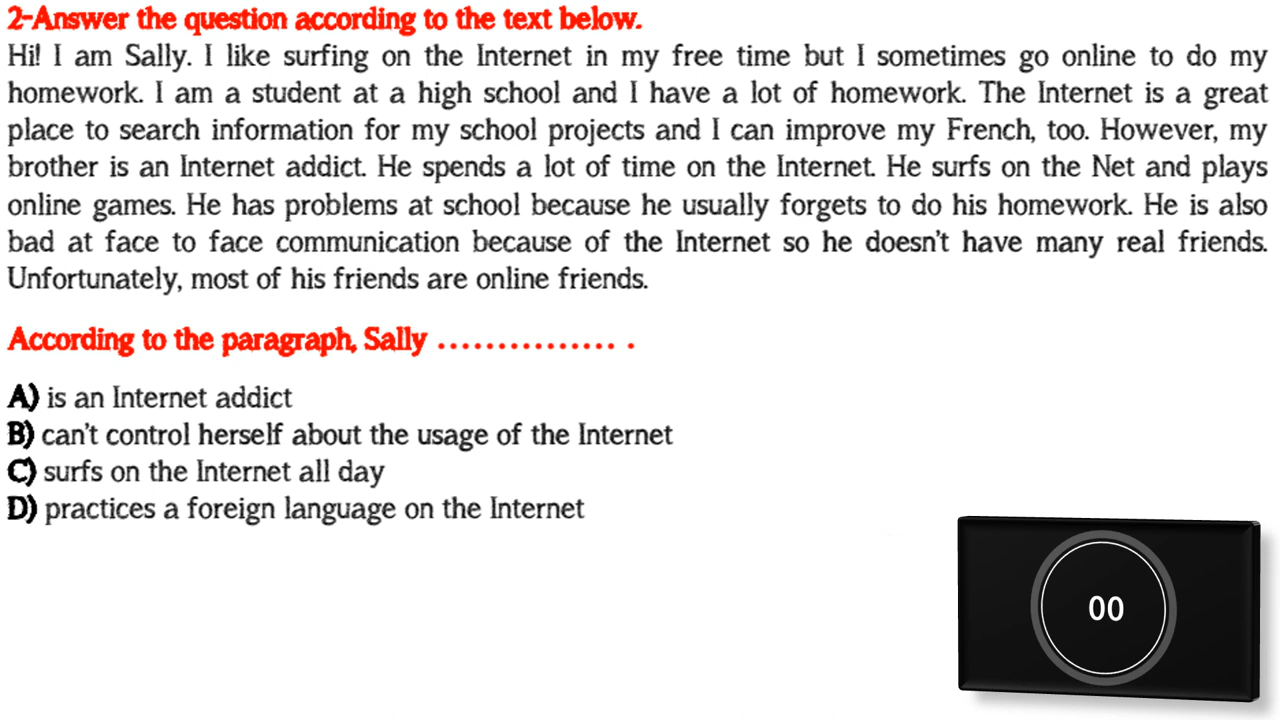 2-Answer the question according to the text below.
Hi! I am Sally. I like surfing on the Internet in my free time but I sometimes go online to do my
homework. I am a student at a high school and I have a lot of homework. The Internet is a great
place to search information for my school projects and I can improve my French, too. However, my
brother is an Internet addict. He spends a lot of time on the Internet. He surfs on the Net and plays
online games. He has problems at school because he usually forgets to do his homework. He is also
bad at face to face communication because of the Internet so he doesn't have many real friends.
Unfortunately, most of his friends are online friends.
According to the paragraph, Sally ............... .
A) is an Internet addict
B) can't control herself about the usage of the Internet
C) surfs on the Internet all day
D) practices a foreign language on the Internet
00